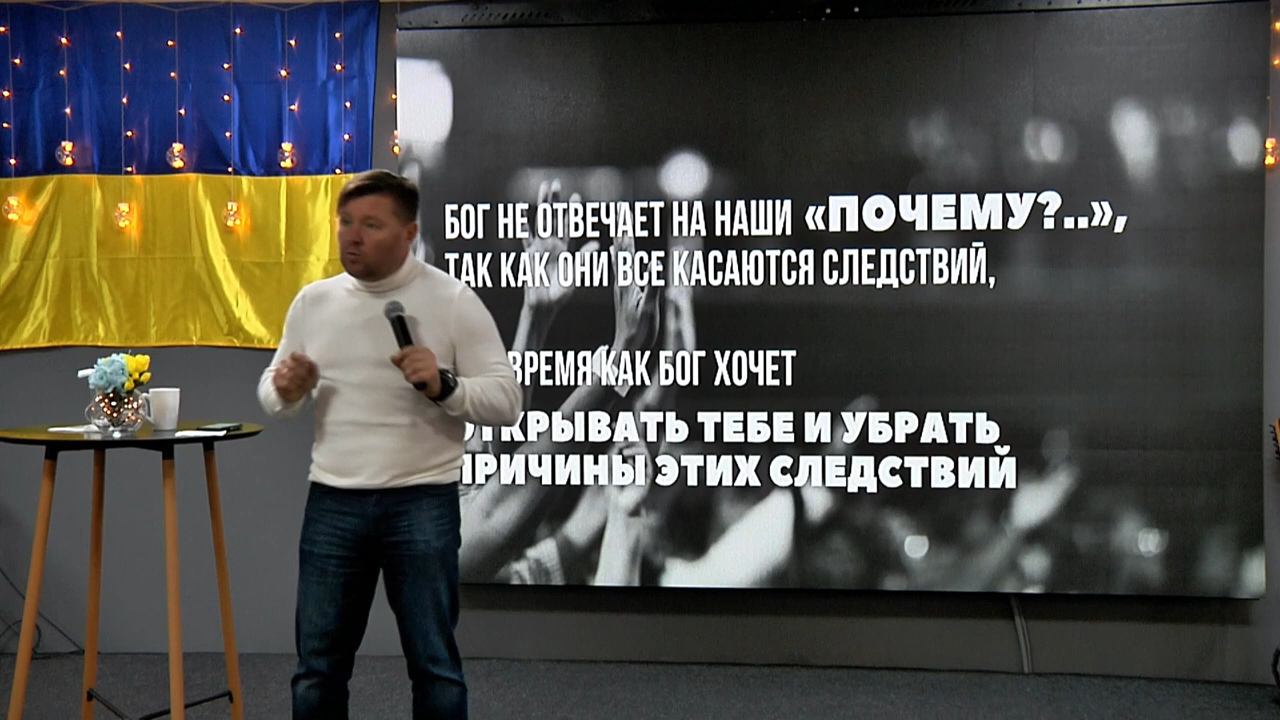 БОГ НЕ ОТВЕЧАЕТ НА НАШИ «ПОЧЕМУ?..»,
ТАК КАК ОНИ ВСЕ КАСАЮТСЯ СЛЕДСТВИЙ,
ВРЕМЯ КАК БОГ ХОЧЕТ
ОТКРЫВАТЬ ТЕБЕ И УБРАТЬ
ПРИЧИНЫ ЭТИХ СЛЕДСТВИЙ